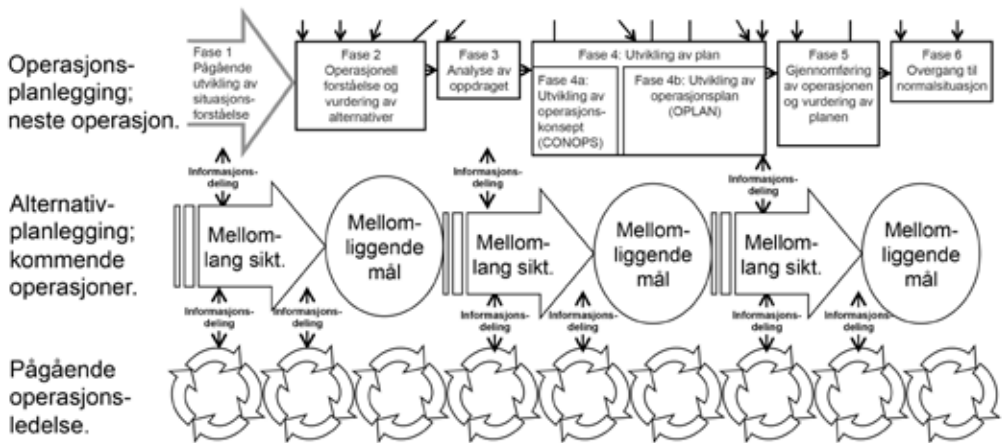 Operasjons-
planlegging;
neste operasjon.
Fase 1
Pågående
utvikling av
situasjons-
forståelse
Fase 2
Operasjonell
forståelse og
vurdering av
alternativer
Fase 3
Analyse av
oppdraget
Fase 4: Utvikling av plan
Fase 4a:
Utvikling av
operasjons-
konsept
(CONOPS)
Fase 4b: Utvikling av
operasjonsplan
(OPLAN)
Fase 5
Gjennomføring
av operasjonen
og vurdering av
planen
Fase 6
Overgang til
normalsituasjon
Informasjons-
deling
Informasjons-
deling
Informasjons-
deling
Alternativ-
planlegging;
kommende
operasjoner.
Mellom-
lang sikt.
Mellom-
liggende
mål
Mellom-
lang sikt.
Mellom-
liggende
mål
Mellom-
lang sikt.
Mellom-
liggende
mål
Informasjons-
deling
Informasjons-
deling
Informasjons-
deling
Informasjons-
deling
Informasjons-
deling
Informasjons-
deling
Pågående
operasjons-
ledelse.